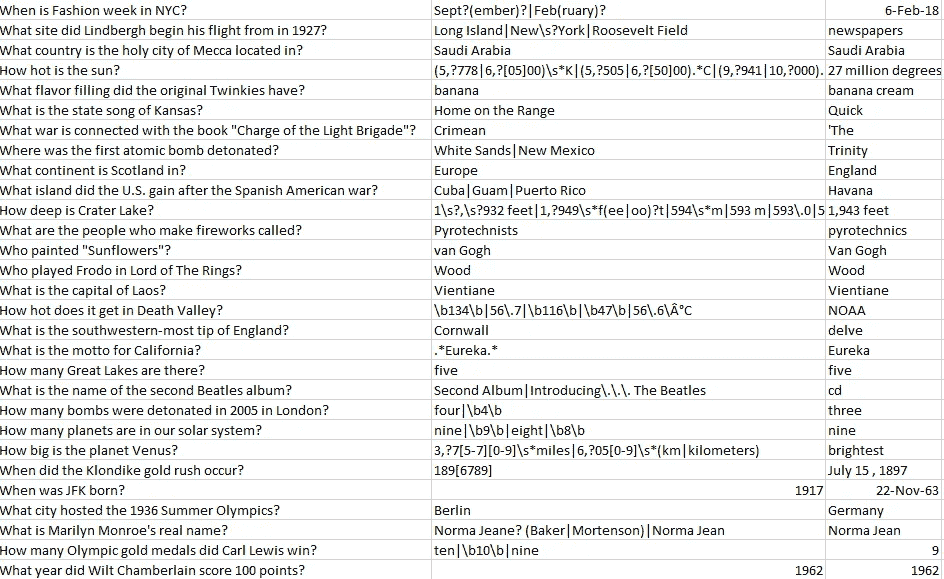 When is Fashion week in NYC? Sept?(ember)?|Feb(ruary)? 6-Feb-18
What site did Lindbergh begin his flight from in 1927? Long Island|New\s?York|Roosevelt Field newspapers
What country is the holy city of Mecca located in? Saudi Arabia Saudi Arabia
How hot is the sun? (5,?778|6,?[05]00)\s*K|(5,?505|6,?[50]00).*C|(9,?941|10,?000). 27 million degrees
What flavor filling did the original Twinkies have? banana banana cream
What is the state song of Kansas? Home on the Range Quick
What war is connected with the book "Charge of the Light Brigade"? Crimean 'The
Where was the first atomic bomb detonated? White Sands|New Mexico Trinity
What continent is Scotland in? Europe England
What island did the U.S. gain after the Spanish American war? Cuba|Guam|Puerto Rico Havana
How deep is Crater Lake? 1\s?,\s?932 feet|1,?949\s*f(ee|oo)?t|594\s*m|593 m|593\.0|5 1,943 feet
What are the people who make fireworks called? Pyrotechnists pyrotechnics
Who painted "Sunflowers"? van Gogh Van Gogh
Who played Frodo in Lord of The Rings? Wood Wood
What is the capital of Laos? Vientiane Vientiane
How hot does it get in Death Valley? \b134\b|56\.7|\b116\b|\b47\b|56\.6\Â°C NOAA
What is the southwestern-most tip of England? Cornwall delve
What is the motto for California? .*Eureka.* Eureka
How many Great Lakes are there? five five
What is the name of the second Beatles album? Second Album|Introducing\.\.\. The Beatles cd
How many bombs were detonated in 2005 in London? four|\b4\b three
How many planets are in our solar system? nine|\b9\b|eight|\b8\b nine
How big is the planet Venus? 3,?7[5-7][0-9]\s*miles|6,?05[0-9]\s*(km|kilometers) brightest
When did the Klondike gold rush occur? 189[6789] July 15 , 1897
When was JFK born? 1917 22-Nov-63
What city hosted the 1936 Summer Olympics? Berlin Germany
What is Marilyn Monroe's real name? Norma Jeane? (Baker|Mortenson)|Norma Jean Norma Jean
How many Olympic gold medals did Carl Lewis win? ten|\b10\b|nine 9
What year did Wilt Chamberlain score 100 points? 1962 1962